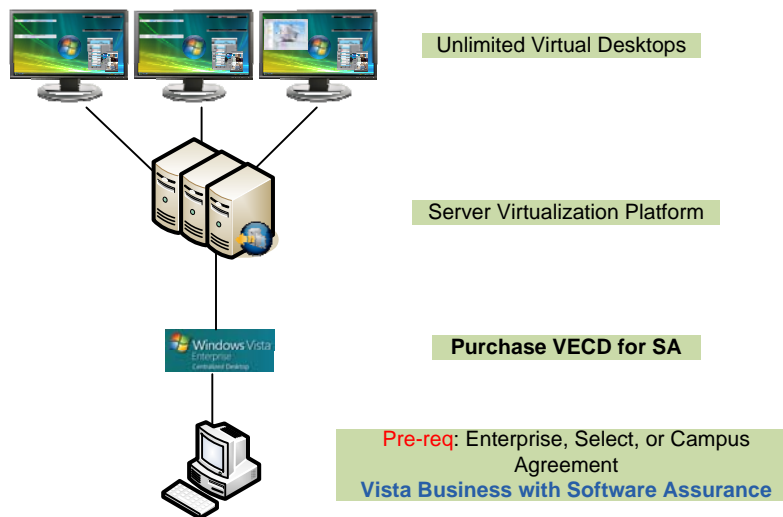 Unlimited Virtual Desktops
Server Virtualization Platform
Windows Vista
Enterprise
Centralized Desktop
Purchase VECD for SA
Pre-req: Enterprise, Select, or Campus
Agreement
Vista Business with Software Assurance